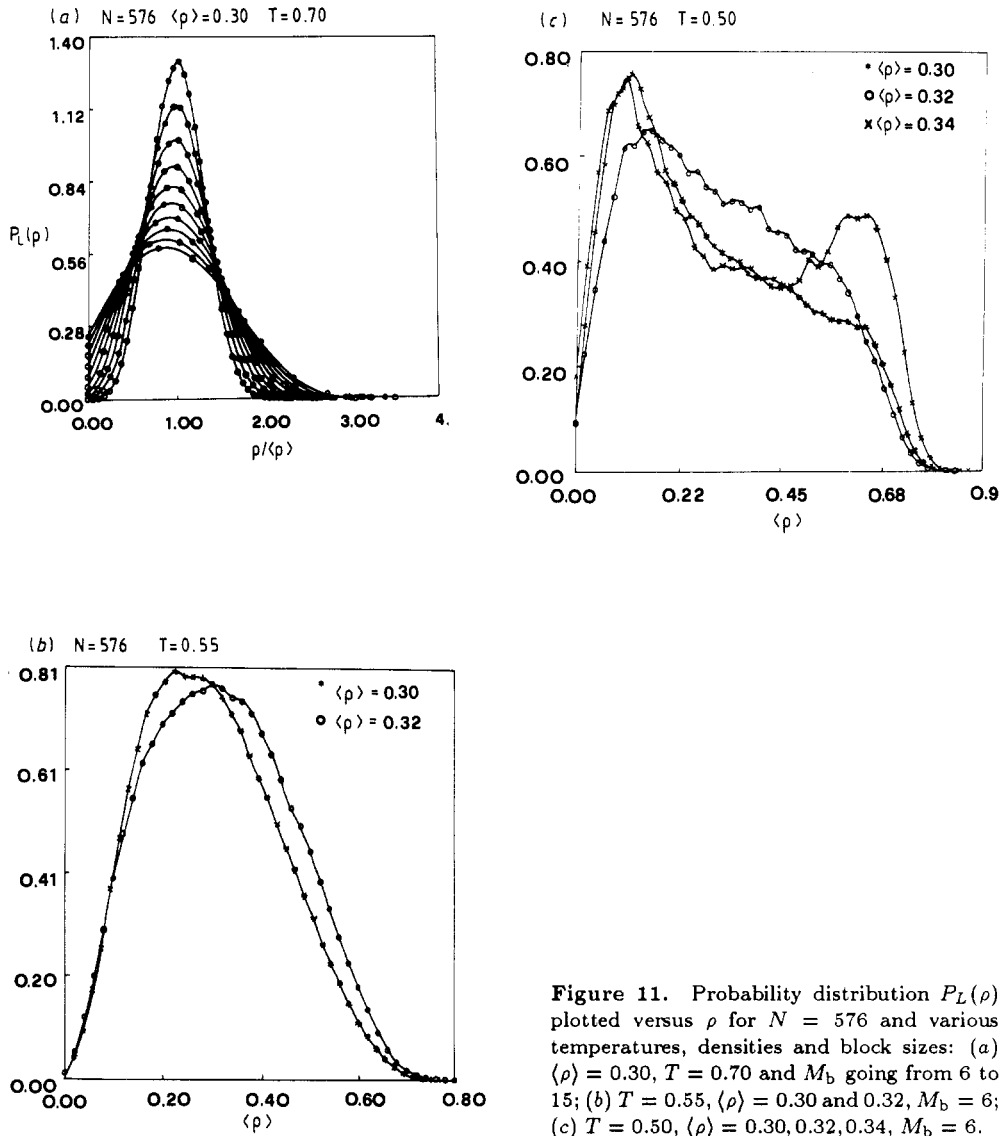 (a) N=576 ⟨ρ⟩=0.30 T=0.70
1.40
1.12
0.84
P_L(ρ)
0.56
0.28
0.00
0.00 1.00 2.00 3.00 4.
ρ/⟨ρ⟩
(c) N=576 T=0.50
0.80
* ⟨ρ⟩=0.30
o ⟨ρ⟩=0.32
x ⟨ρ⟩=0.34
0.60
0.40
0.20
0.00
0.00 0.22 0.45 0.68 0.9
⟨ρ⟩
(b) N=576 T=0.55
0.81
* ⟨ρ⟩=0.30
o ⟨ρ⟩=0.32
0.61
0.41
0.20
0.00
0.00 0.20 0.40 0.60 0.80
⟨ρ⟩
Figure 11. Probability distribution P_L(ρ)
plotted versus ρ for N = 576 and various
temperatures, densities and block sizes: (a)
⟨ρ⟩ = 0.30, T = 0.70 and M_b going from 6 to
15; (b) T = 0.55, ⟨ρ⟩ = 0.30 and 0.32, M_b = 6;
(c) T = 0.50, ⟨ρ⟩ = 0.30, 0.32, 0.34, M_b = 6.